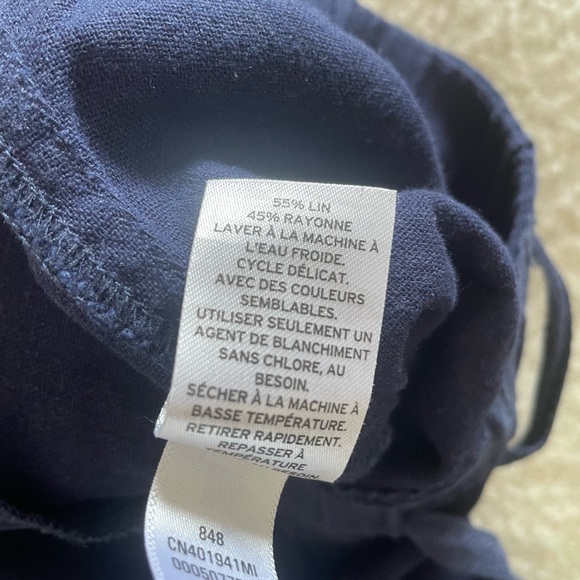 55% LIN
45% RAYONNE
LAVER À LA MACHINE À
L'EAU FROIDE.
CYCLE DÉLICAT.
AVEC DES COULEURS
SEMBLABLES.
UTILISER SEULEMENT UN
AGENT DE BLANCHIMENT
SANS CHLORE, AU
BESOIN.
SÉCHER À LA MACHINE À
BASSE TEMPÉRATURE.
RETIRER RAPIDEMENT.
REPASSER À
TEMPÉRATURE
848
CN401941MI